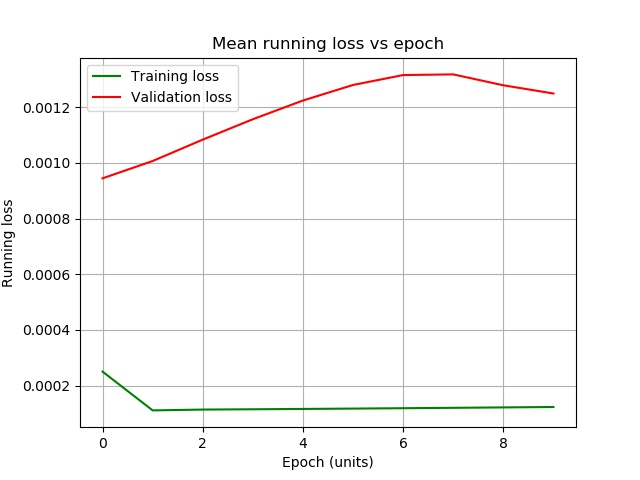 Mean running loss vs epoch
Training loss
Validation loss
Running loss
0.0012
0.0010
0.0008
0.0006
0.0004
0.0002
0 2 4 6 8
Epoch (units)